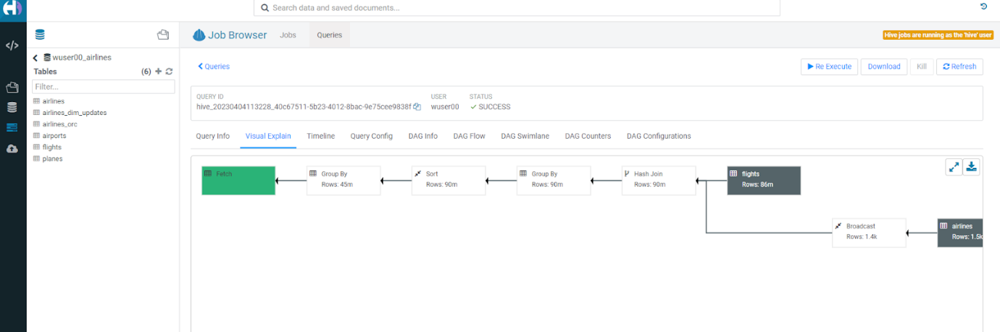 Search data and saved documents...
Job Browser Jobs Queries
Hive jobs are running as the 'hive' user
wuser00_airlines
Tables (6)
Filter...
airlines
airlines_dim_updates
airlines_orc
airports
flights
planes
Queries
Re Execute Download Kill Refresh
QUERY ID USER STATUS
hive_20230404113228_40c67511-5b23-4012-8bac-9e75cee9838f wuser00 SUCCESS
Query Info Visual Explain Timeline Query Config DAG Info DAG Flow DAG Swimlane DAG Counters DAG Configurations
Fetch
Group By
Rows: 45m
Sort
Rows: 90m
Group By
Rows: 90m
Hash Join
Rows: 90m
flights
Rows: 86m
Broadcast
Rows: 1.4k
airlines
Rows: 1.5k